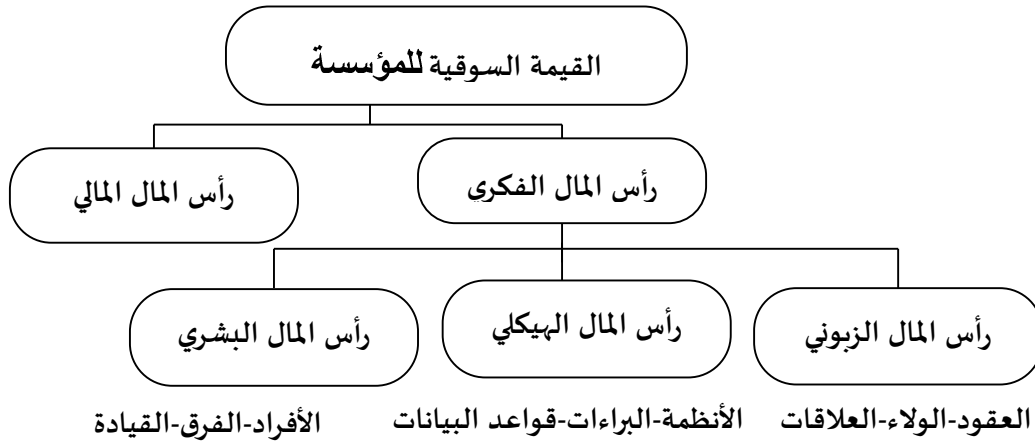 القيمة السوقية للمؤسسة
رأس المال الفكري
رأس المال المالي
رأس المال الزبوني
رأس المال الهيكلي
رأس المال البشري
العقود-الولاء-العلاقات
الأنظمة-البراءات-قواعد البيانات
الأفراد-الفرق-القيادة